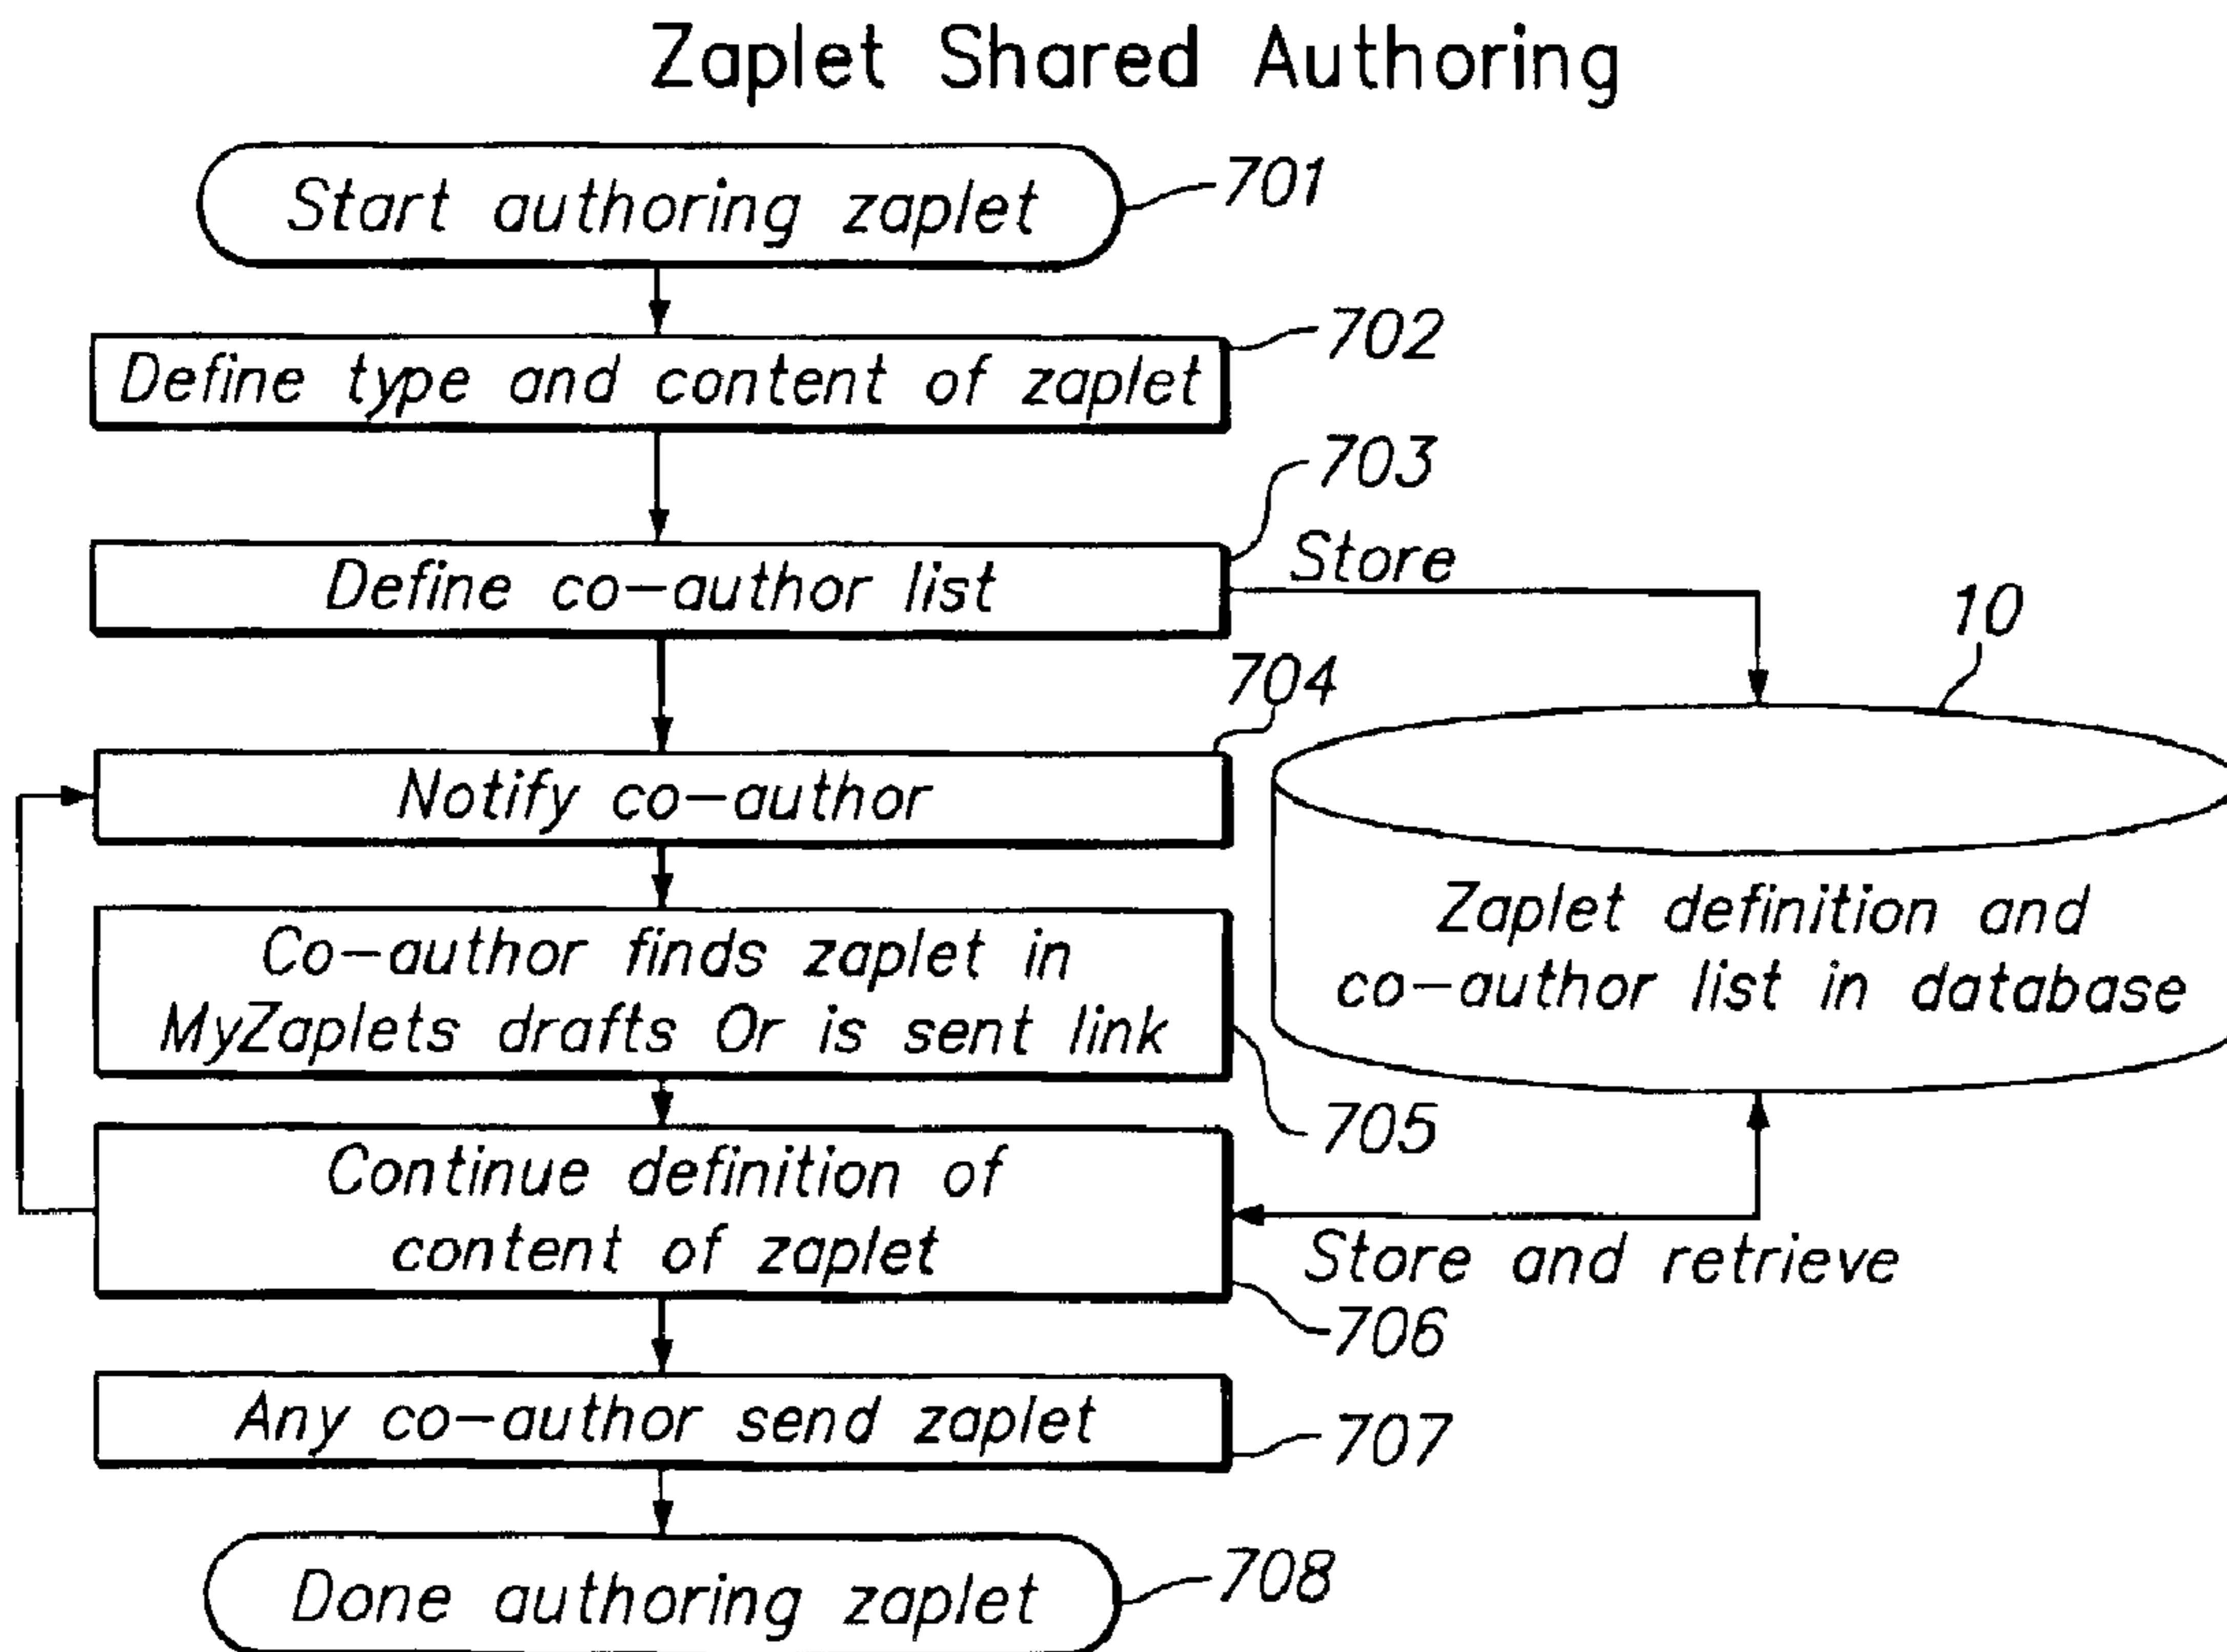 Zaplet Shared Authoring
Start authoring zaplet
701
Define type and content of zaplet
702
703
Define co-author list
Store
10
704
Notify co-author
Co-author finds zaplet in
MyZaplets drafts Or is sent link
Zaplet definition and
co-author list in database
705
Continue definition of
content of zaplet
Store and retrieve
706
Any co-author send zaplet
707
Done authoring zaplet
708